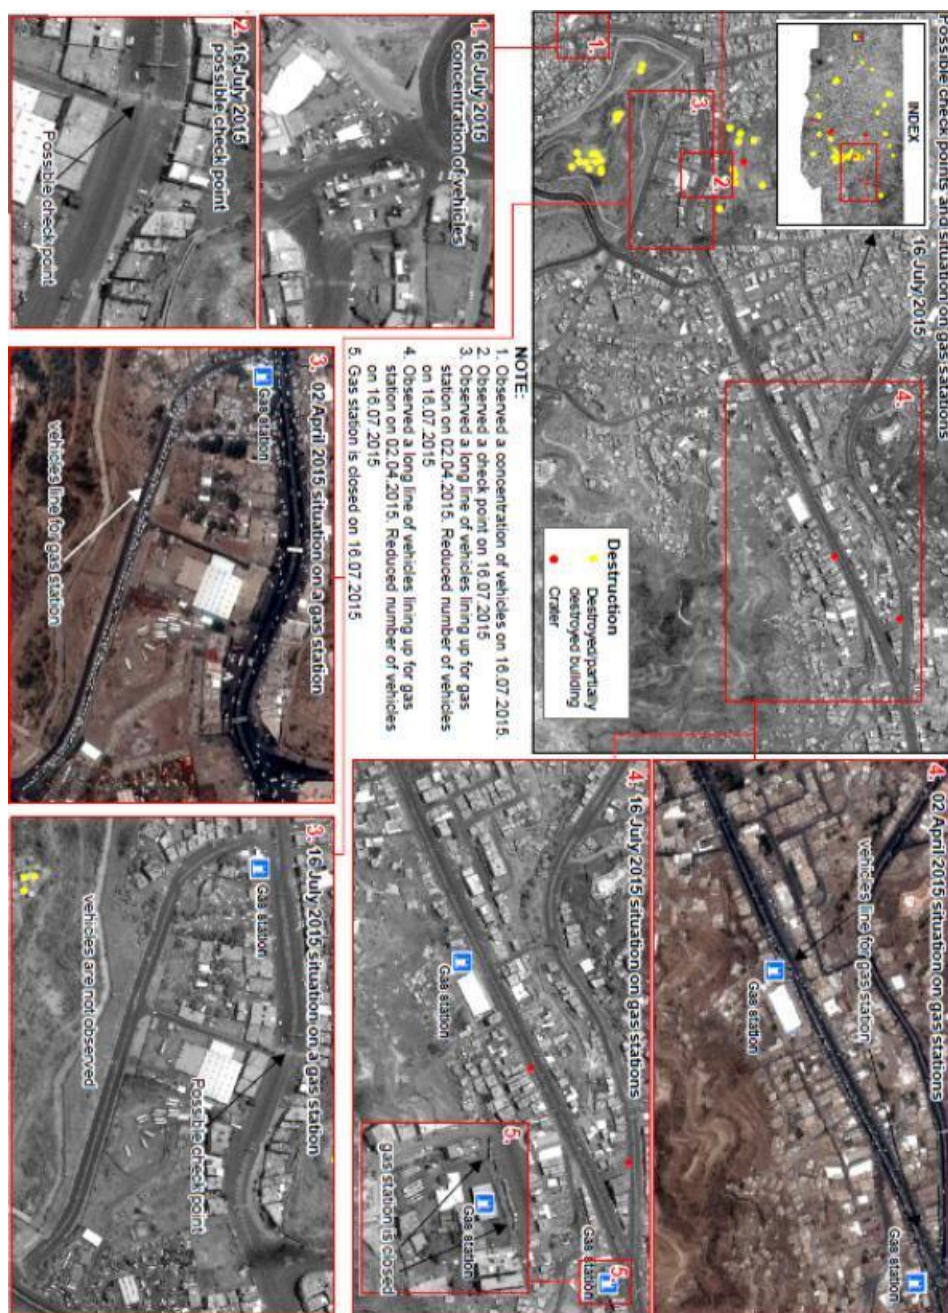 Possible check points and situation on gas stations
INDEX
16 July 2015
1.
2.
3.
4.
Destruction
Destroyed/partially
destroyed building
Crater
4. 02 April 2015 situation on gas stations
vehicles line for gas station
Gas station
Gas station
4. 16 July 2015 situation on gas stations
Gas station
Gas station
5.
5.
Gas station
gas station is closed
NOTE:
1. Observed a concentration of vehicles on 16.07.2015.
2. Observed a check point on 16.07.2015
3. Observed a long line of vehicles lining up for gas
station on 02.04.2015. Reduced number of vehicles
on 16.07.2015
4. Observed a long line of vehicles lining up for gas
station on 02.04.2015. Reduced number of vehicles
on 16.07.2015
5. Gas station is closed on 16.07.2015
1. 16 July 2015
concentration of vehicles
2. 16 July 2015
possible check point
Possible check point
3. 02 April 2015 situation on a gas station
Gas station
vehicles line for gas station
3. 16 July 2015 situation on a gas station
Gas station
Possible check point
vehicles are not observed